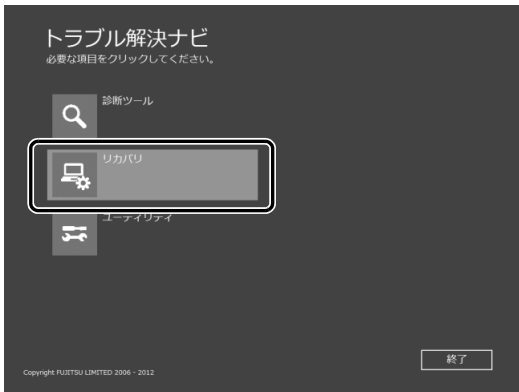 トラブル解決ナビ
必要な項目をクリックしてください。
診断ツール
リカバリ
ユーティリティ
終了
Copyright FUJITSU LIMITED 2006 - 2012